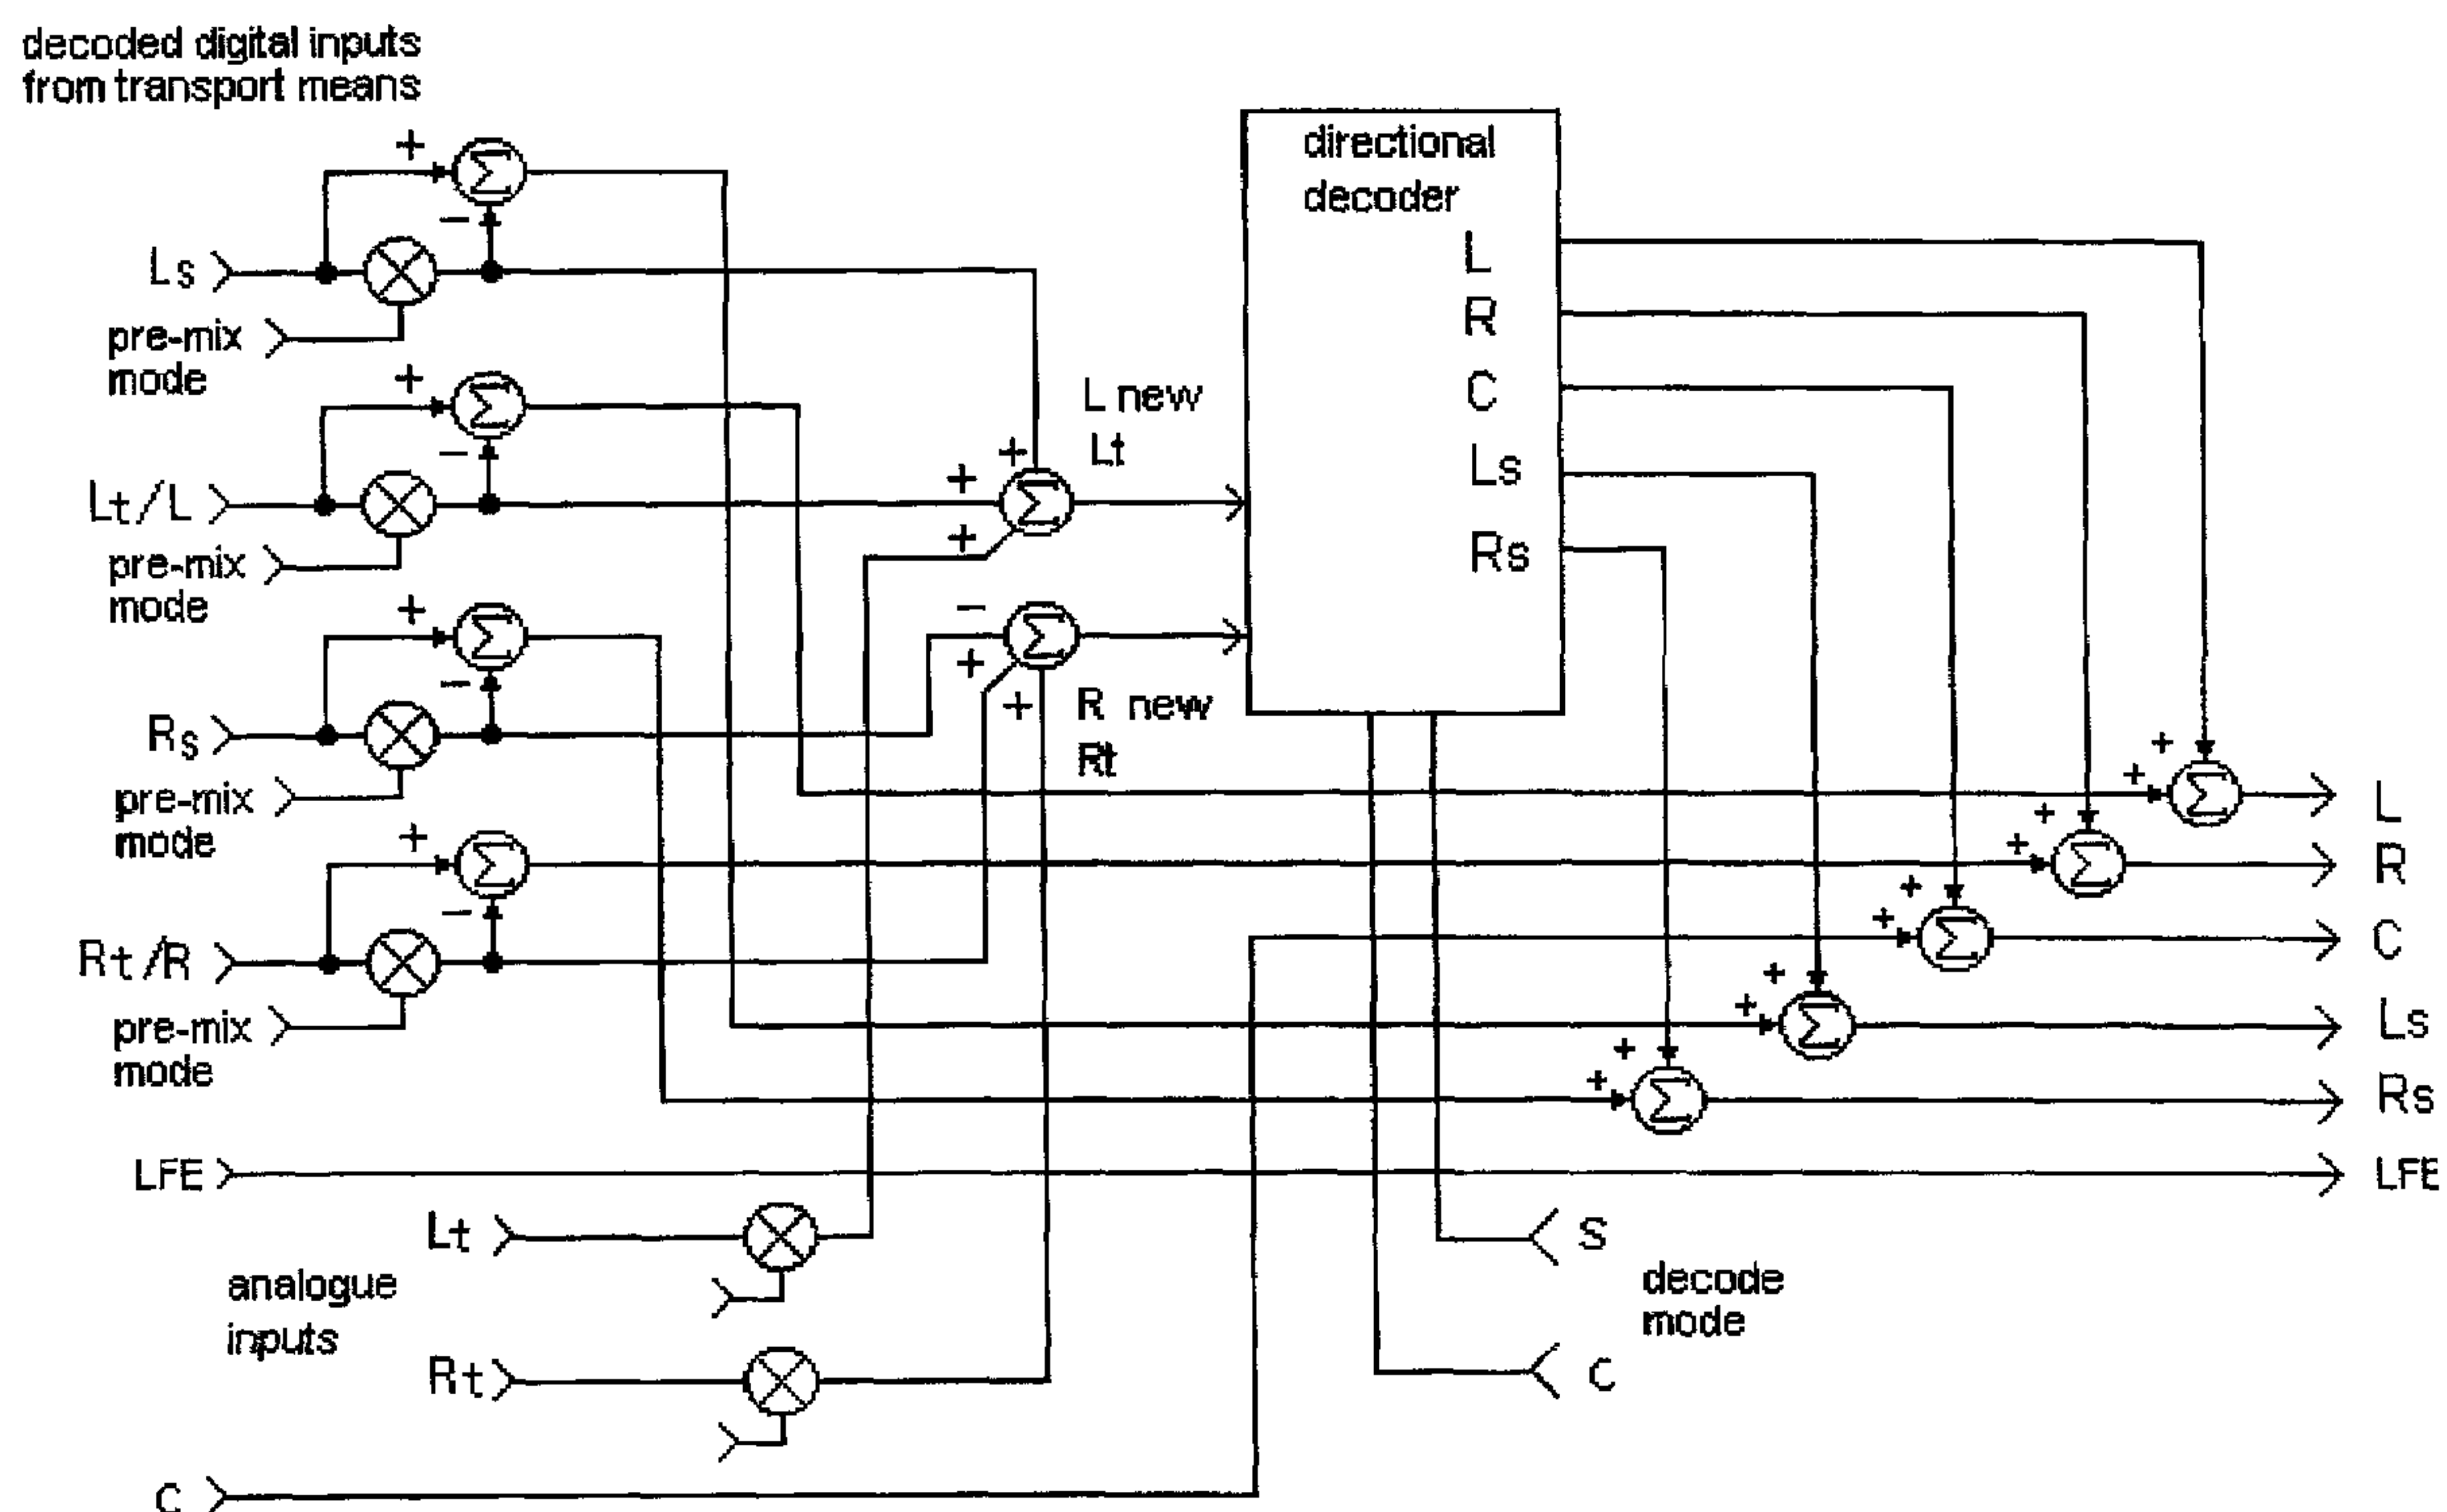 decoded digital inputs
from transport means
+
−
Ls
pre-mix
mode
+
−
Lt/L
pre-mix
mode
+
−
Rs
pre-mix
mode
+
−
Rt/R
pre-mix
mode
LFE
Lt
analogue
inputs
Rt
C
L new
Lt
+
+
+
−
+
+
R new
Rt
directional
decoder
L
R
C
Ls
Rs
S
decode
mode
C
+
+
L
+
+
R
+
+
C
+
+
Ls
+
+
Rs
LFE